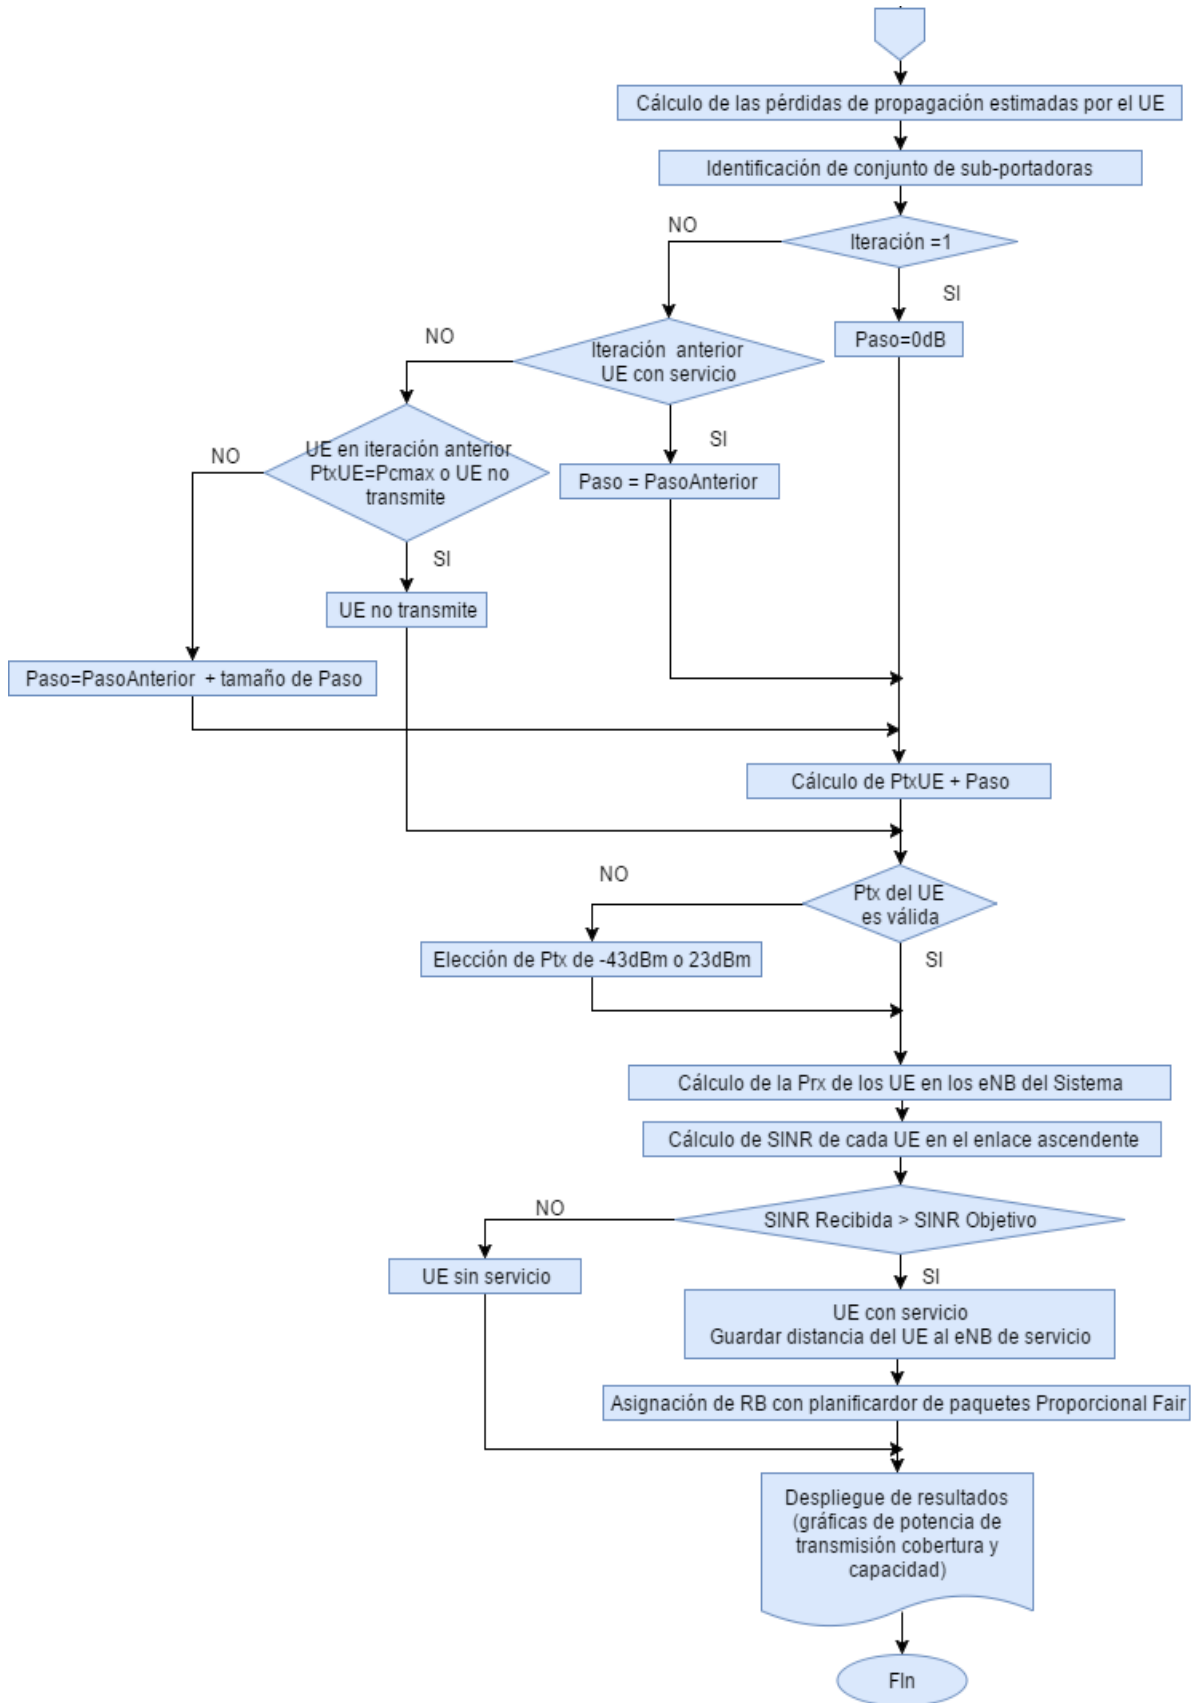 Cálculo de las pérdidas de propagación estimadas por el UE
Identificación de conjunto de sub-portadoras
NO
Iteración =1
SI
Paso=0dB
NO
Iteración anterior
UE con servicio
SI
Paso = PasoAnterior
NO
UE en iteración anterior
PtxUE=Pcmax o UE no
transmite
SI
UE no transmite
Paso=PasoAnterior + tamaño de Paso
Cálculo de PtxUE + Paso
NO
Ptx del UE
es válida
SI
Elección de Ptx de -43dBm o 23dBm
Cálculo de la Prx de los UE en los eNB del Sistema
Cálculo de SINR de cada UE en el enlace ascendente
NO
SINR Recibida > SINR Objetivo
SI
UE sin servicio
UE con servicio
Guardar distancia del UE al eNB de servicio
Asignación de RB con planificardor de paquetes Proporcional Fair
Despliegue de resultados
(gráficas de potencia de
transmisión cobertura y
capacidad)
FIn